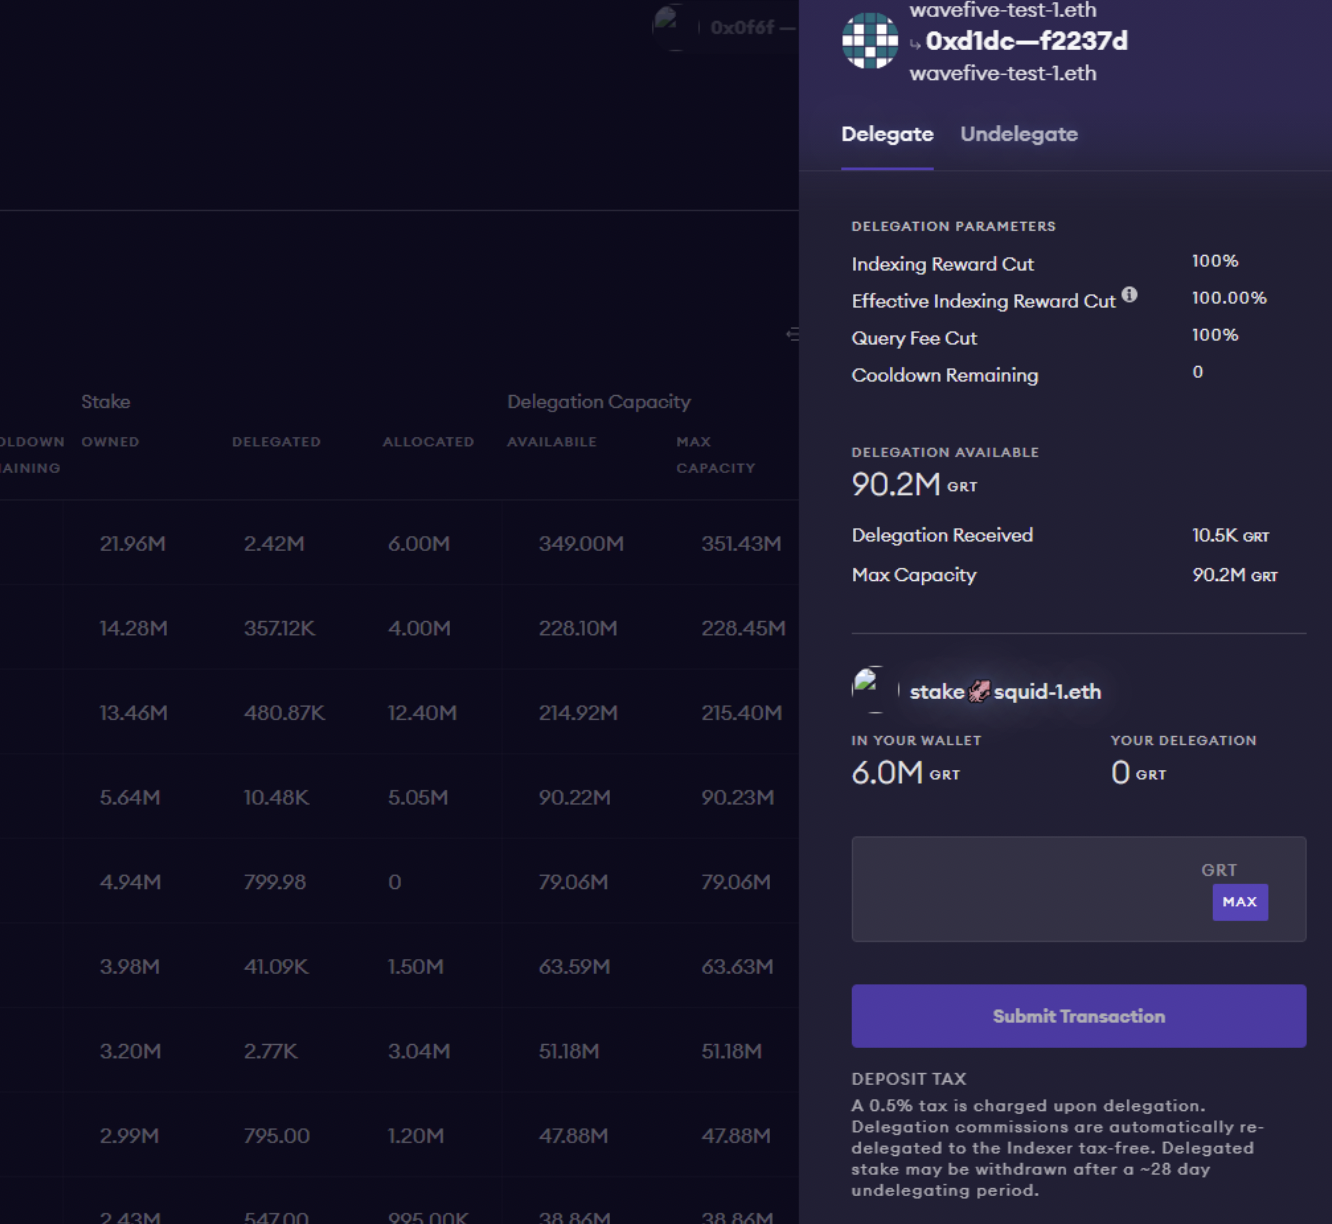 0x0f6f —
Stake
Delegation Capacity
OLDOWN OWNED DELEGATED ALLOCATED AVAILABILE MAX
AINING CAPACITY
21.96M 2.42M 6.00M 349.00M 351.43M
14.28M 357.12K 4.00M 228.10M 228.45M
13.46M 480.87K 12.40M 214.92M 215.40M
5.64M 10.48K 5.05M 90.22M 90.23M
4.94M 799.98 0 79.06M 79.06M
3.98M 41.09K 1.50M 63.59M 63.63M
3.20M 2.77K 3.04M 51.18M 51.18M
2.99M 795.00 1.20M 47.88M 47.88M
2.43M 547.00 995.00K 38.86M 38.86M
wavefive-test-1.eth
0xd1dc—f2237d
wavefive-test-1.eth
Delegate Undelegate
DELEGATION PARAMETERS
Indexing Reward Cut 100%
Effective Indexing Reward Cut 100.00%
Query Fee Cut 100%
Cooldown Remaining 0
DELEGATION AVAILABLE
90.2M GRT
Delegation Received 10.5K GRT
Max Capacity 90.2M GRT
stake🦑squid-1.eth
IN YOUR WALLET YOUR DELEGATION
6.0M GRT 0 GRT
GRT
MAX
Submit Transaction
DEPOSIT TAX
A 0.5% tax is charged upon delegation.
Delegation commissions are automatically re-
delegated to the Indexer tax-free. Delegated
stake may be withdrawn after a ~28 day
undelegating period.